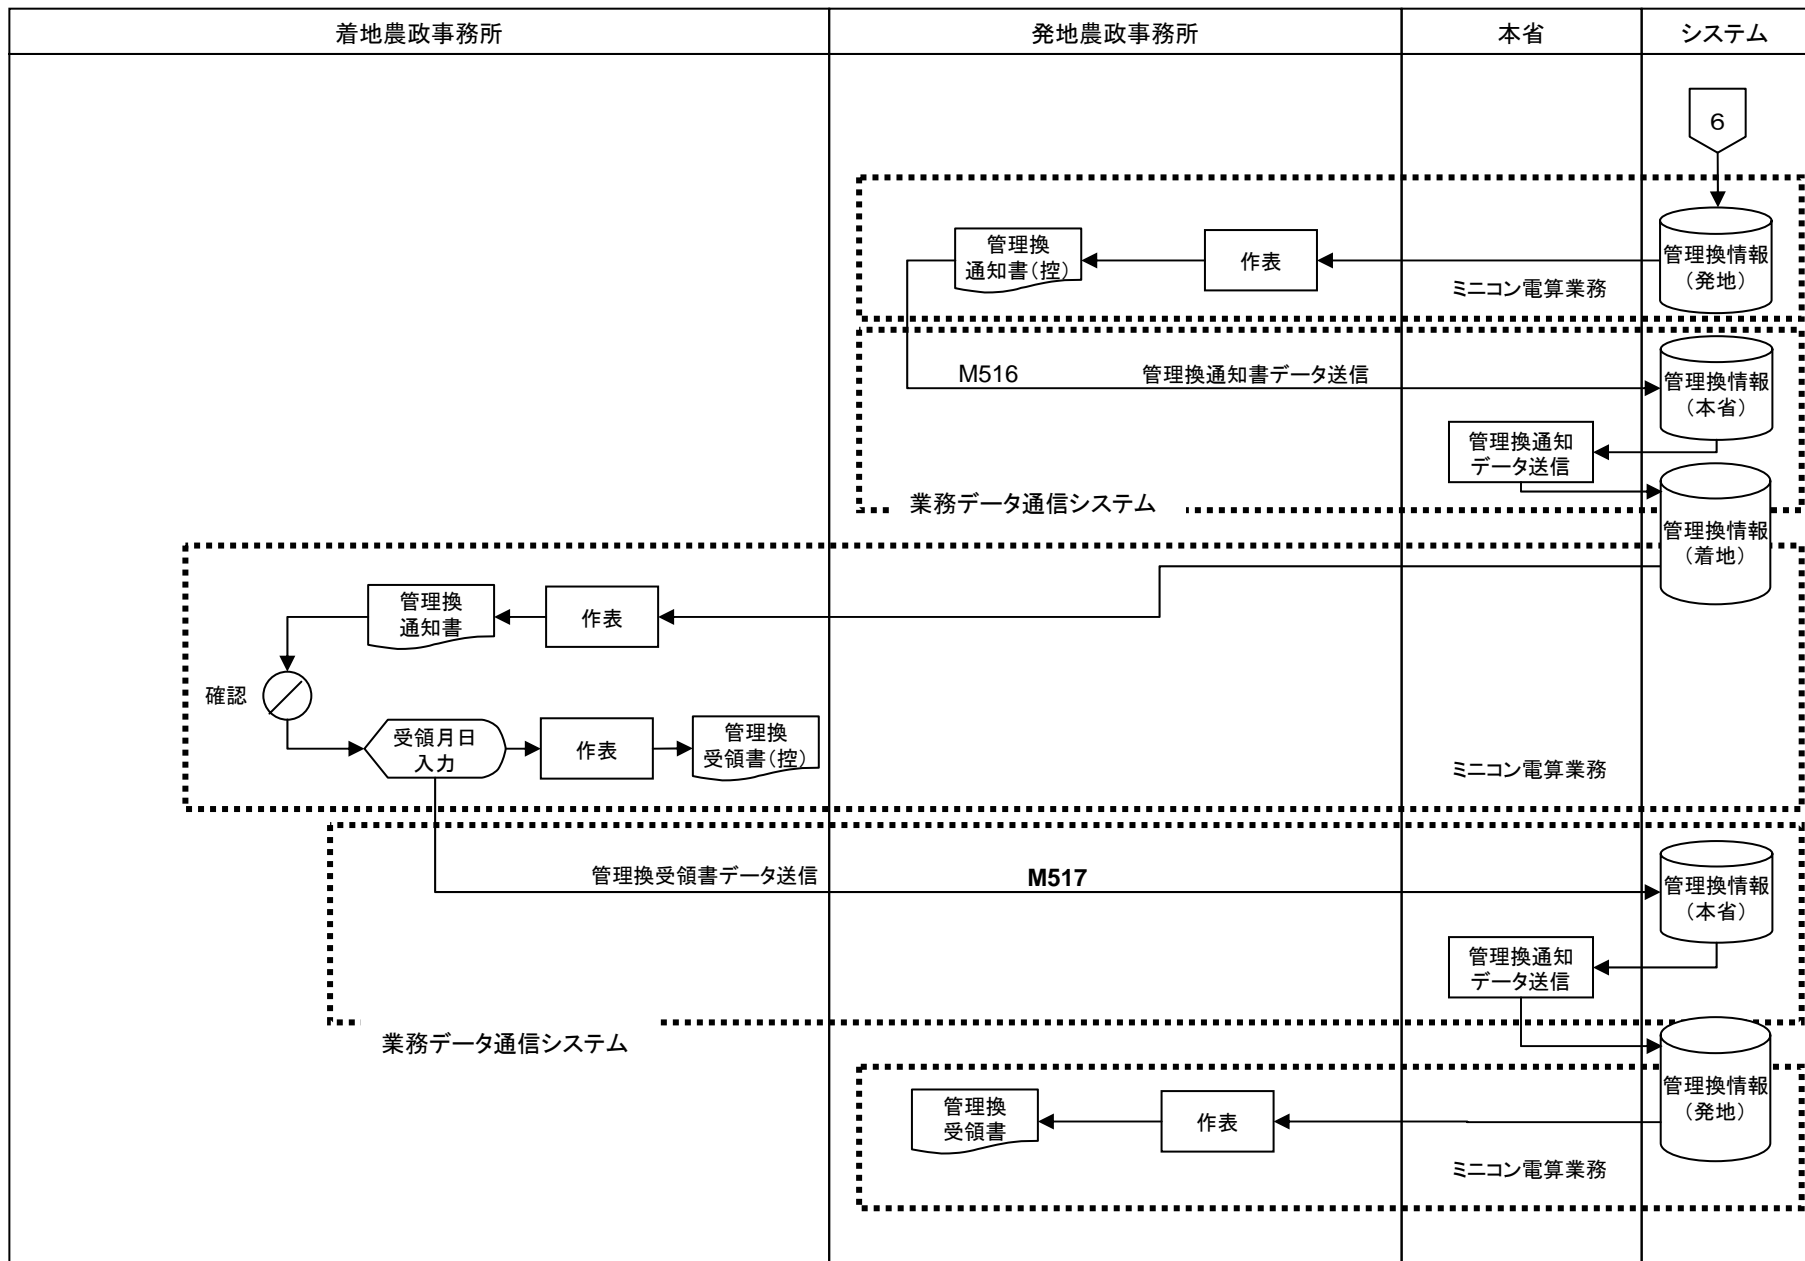 着地農政事務所
発地農政事務所
本省
システム
6
管理換
通知書(控)
作表
管理換情報
(発地)
ミニコン電算業務
M516
管理換通知書データ送信
管理換情報
(本省)
管理換通知
データ送信
業務データ通信システム
管理換情報
(着地)
管理換
通知書
作表
確認
受領月日
入力
作表
管理換
受領書(控)
ミニコン電算業務
管理換受領書データ送信
M517
管理換情報
(本省)
管理換通知
データ送信
業務データ通信システム
管理換
受領書
作表
管理換情報
(発地)
ミニコン電算業務